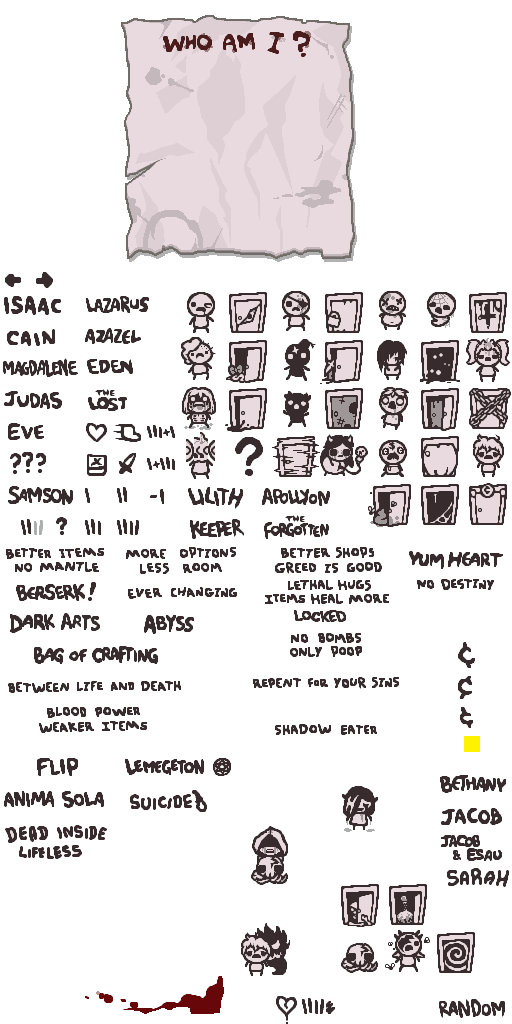 WHO AM I ?
ISAAC LAZARUS
CAIN AZAZEL
MAGDALENE EDEN
JUDAS THE LOST
EVE
??? ?
SAMSON LILITH APOLLYON
? KEEPER THE FORGOTTEN
BETTER ITEMS
NO MANTLE
MORE OPTIONS
LESS ROOM
BETTER SHOPS
GREED IS GOOD
YUM HEART
BERSERK!
EVER CHANGING
LETHAL HUGS
ITEMS HEAL MORE
NO DESTINY
LOCKED
DARK ARTS
ABYSS
NO BOMBS
ONLY POOP
BAG OF CRAFTING
¢
BETWEEN LIFE AND DEATH
REPENT FOR YOUR SINS
¢
BLOOD POWER
WEAKER ITEMS
SHADOW EATER
¢
FLIP
LEMEGETON
ANIMA SOLA
SUICIDE
BETHANY
JACOB
DEAD INSIDE
LIFELESS
JACOB
& ESAU
SARAH
RANDOM